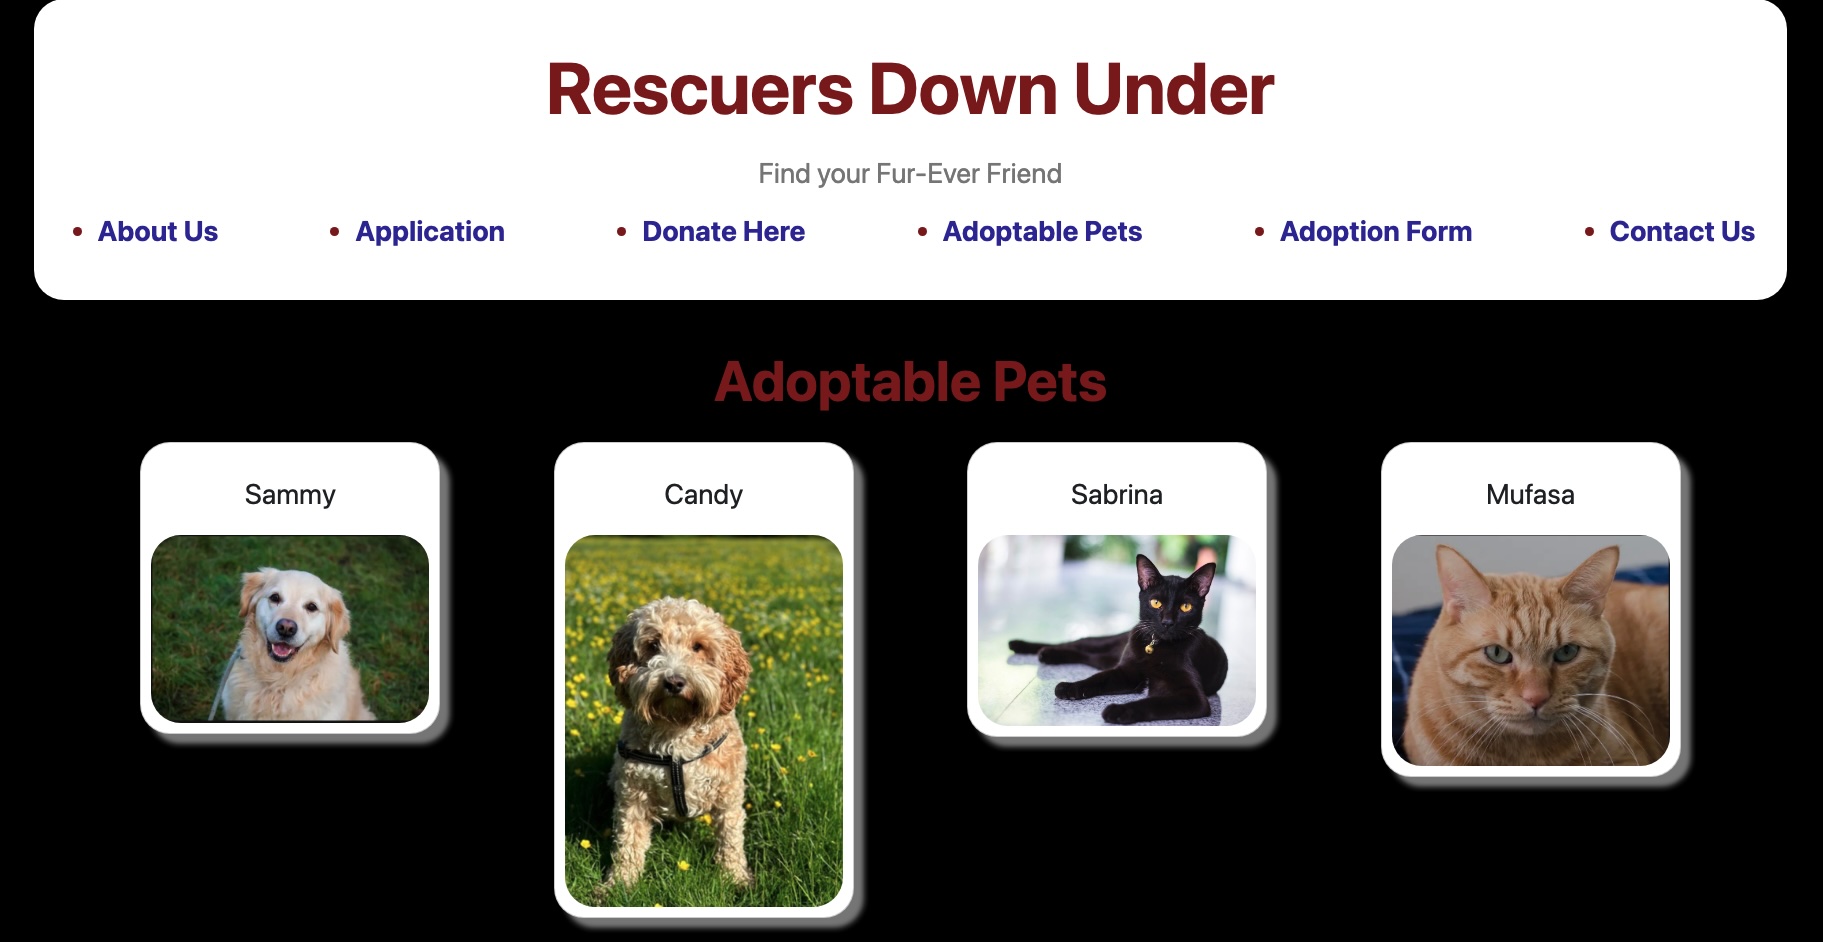 Rescuers Down Under
Find your Fur-Ever Friend
• About Us • Application • Donate Here • Adoptable Pets • Adoption Form • Contact Us
Adoptable Pets
Sammy Candy Sabrina Mufasa